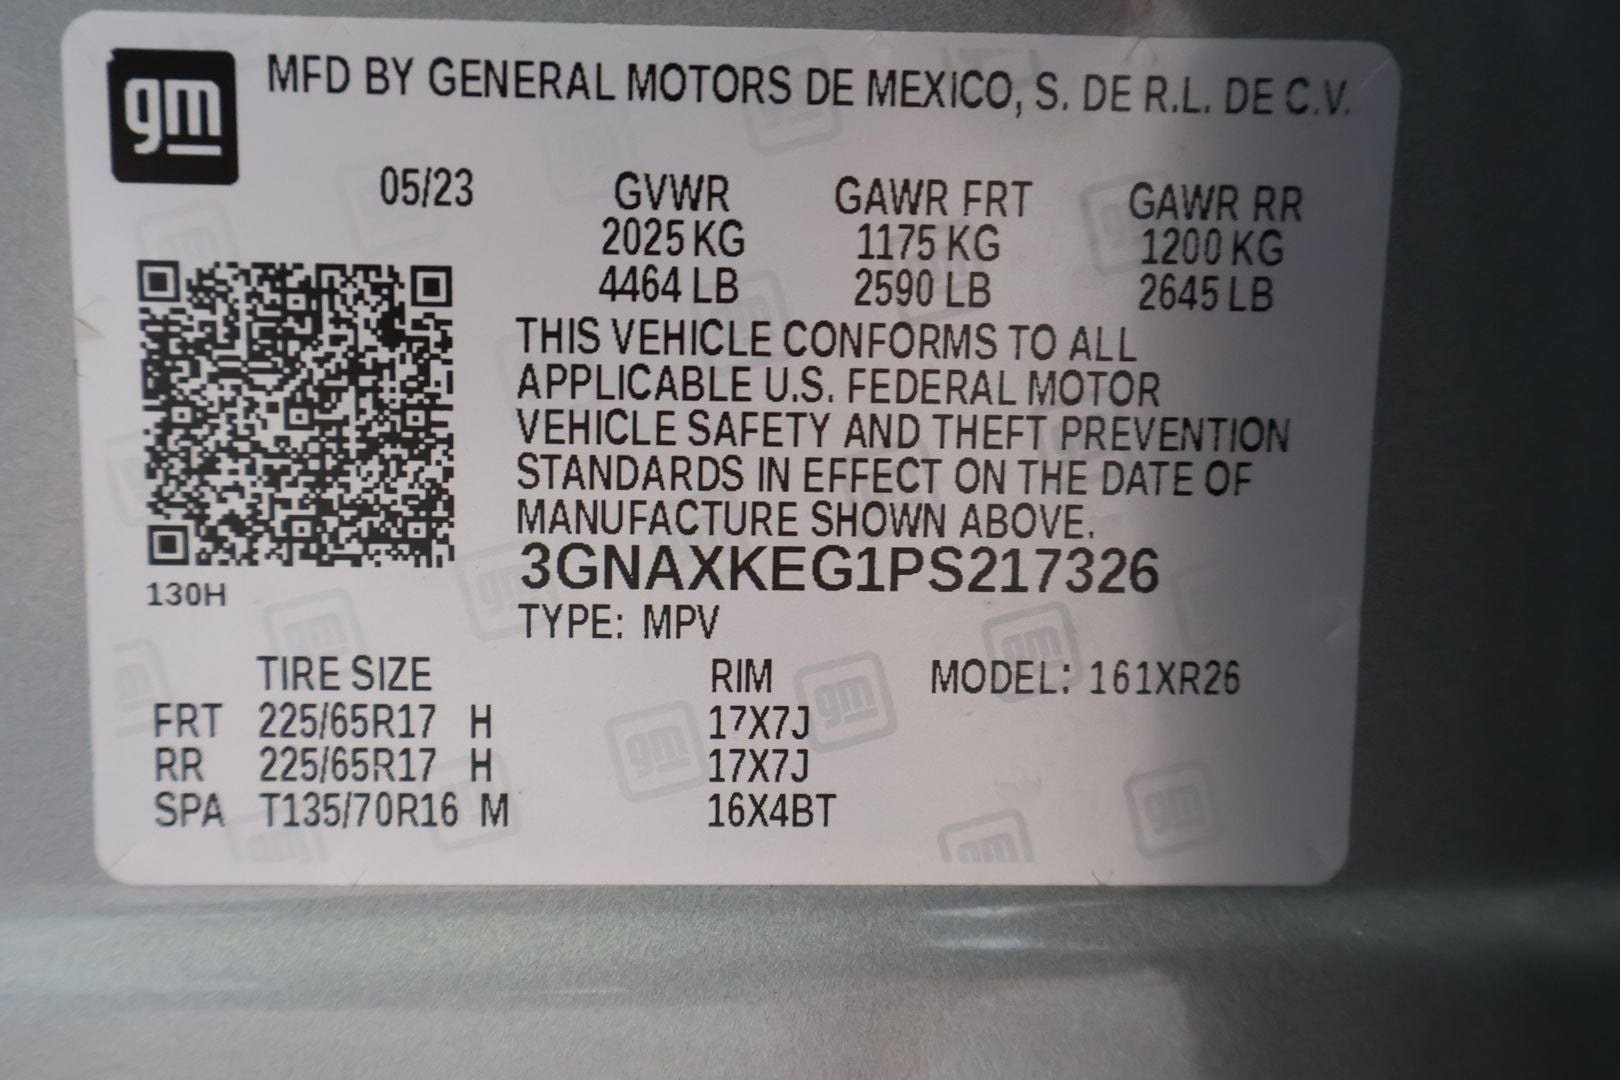 gm
MFD BY GENERAL MOTORS DE MEXICO, S. DE R.L. DE C.V.
05/23 GVWR GAWR FRT GAWR RR
2025 KG 1175 KG 1200 KG
4464 LB 2590 LB 2645 LB
THIS VEHICLE CONFORMS TO ALL
APPLICABLE U.S. FEDERAL MOTOR
VEHICLE SAFETY AND THEFT PREVENTION
STANDARDS IN EFFECT ON THE DATE OF
MANUFACTURE SHOWN ABOVE.
3GNAXKEG1PS217326
130H
TYPE: MPV
TIRE SIZE RIM MODEL: 161XR26
FRT 225/65R17 H 17X7J
RR 225/65R17 H 17X7J
SPA T135/70R16 M 16X4BT